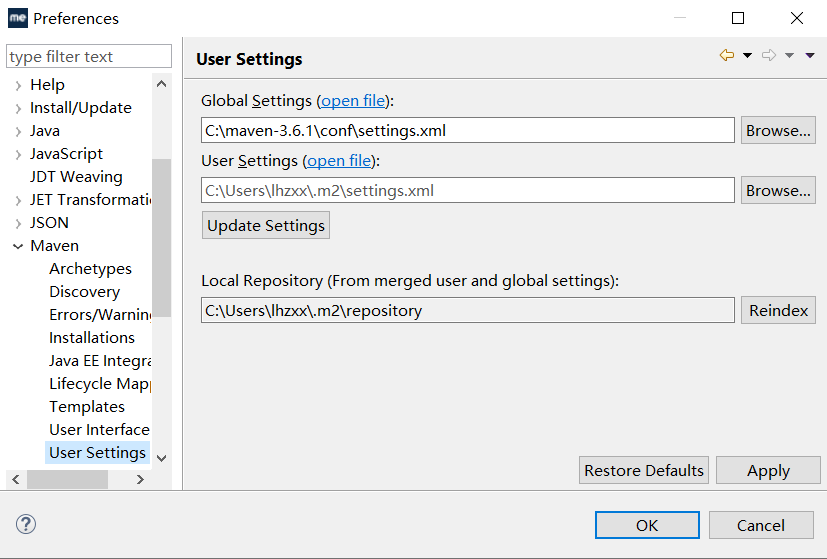 me Preferences
type filter text
Help
Install/Update
Java
JavaScript
JDT Weaving
JET Transformatio
JSON
Maven
Archetypes
Discovery
Errors/Warning
Installations
Java EE Integra
Lifecycle Mapp
Templates
User Interface
User Settings
User Settings
Global Settings (open file):
C:\maven-3.6.1\conf\settings.xml
Browse...
User Settings (open file):
C:\Users\lhzxx\.m2\settings.xml
Browse...
Update Settings
Local Repository (From merged user and global settings):
C:\Users\lhzxx\.m2\repository
Reindex
Restore Defaults
Apply
?
OK
Cancel